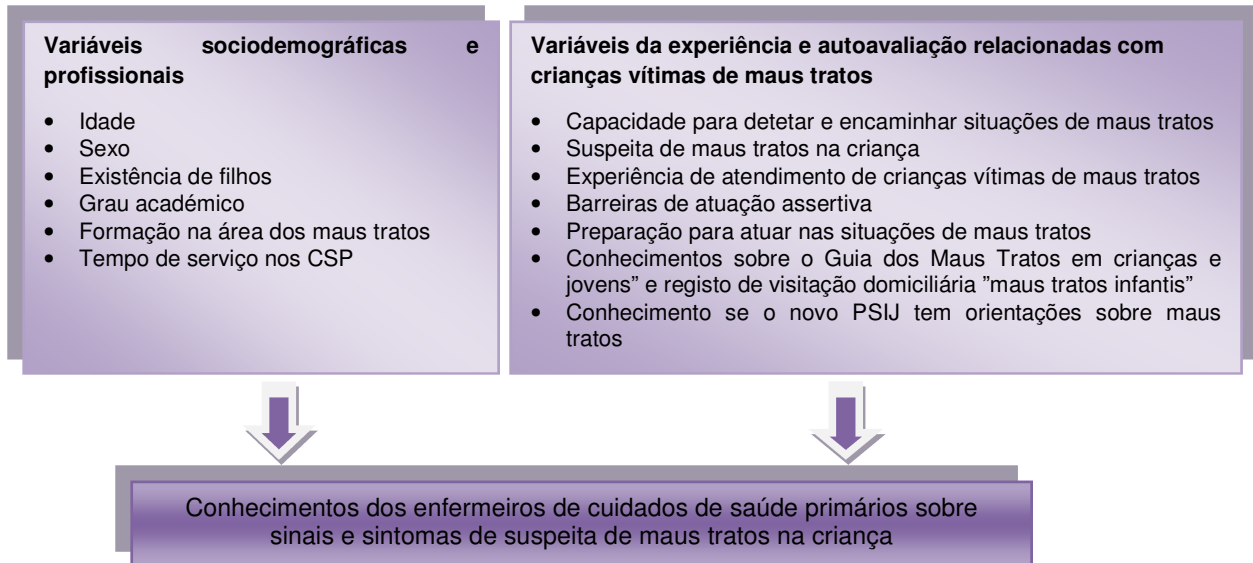 Variáveis sociodemográficas e
profissionais
• Idade
• Sexo
• Existência de filhos
• Grau académico
• Formação na área dos maus tratos
• Tempo de serviço nos CSP
Variáveis da experiência e autoavaliação relacionadas com
crianças vítimas de maus tratos
• Capacidade para detetar e encaminhar situações de maus tratos
• Suspeita de maus tratos na criança
• Experiência de atendimento de crianças vítimas de maus tratos
• Barreiras de atuação assertiva
• Preparação para atuar nas situações de maus tratos
• Conhecimentos sobre o Guia dos Maus Tratos em crianças e
jovens” e registo de visitação domiciliária ”maus tratos infantis”
• Conhecimento se o novo PSIJ tem orientações sobre maus
tratos
Conhecimentos dos enfermeiros de cuidados de saúde primários sobre
sinais e sintomas de suspeita de maus tratos na criança